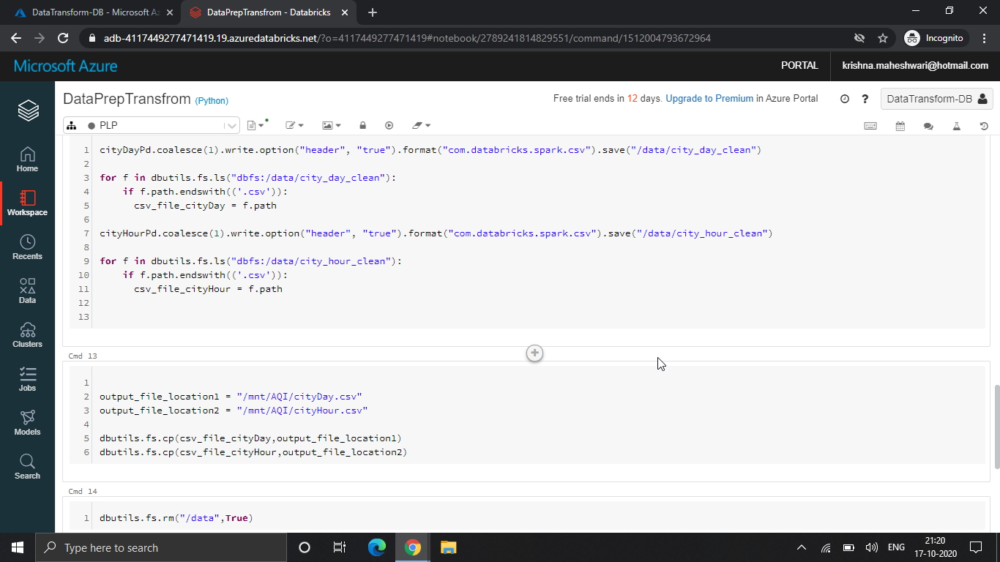 DataTransform-DB - Microsoft Az
DataPrepTransfrom - Databricks
adb-4117449277471419.19.azuredatabricks.net/?o=4117449277471419#notebook/2789241814829551/command/1512004793672964
Incognito
Microsoft Azure
PORTAL
krishna.maheshwari@hotmail.com
DataPrepTransfrom (Python)
Free trial ends in 12 days. Upgrade to Premium in Azure Portal
?
DataTransform-DB
PLP
Home
Workspace
Recents
Data
Clusters
Jobs
Models
Search
1 cityDayPd.coalesce(1).write.option("header", "true").format("com.databricks.spark.csv").save("/data/city_day_clean")
2
3 for f in dbutils.fs.ls("dbfs:/data/city_day_clean"):
4 if f.path.endswith(('.csv')):
5 csv_file_cityDay = f.path
6
7 cityHourPd.coalesce(1).write.option("header", "true").format("com.databricks.spark.csv").save("/data/city_hour_clean")
8
9 for f in dbutils.fs.ls("dbfs:/data/city_hour_clean"):
10 if f.path.endswith(('.csv')):
11 csv_file_cityHour = f.path
12
13
Cmd 13
1
2 output_file_location1 = "/mnt/AQI/cityDay.csv"
3 output_file_location2 = "/mnt/AQI/cityHour.csv"
4
5 dbutils.fs.cp(csv_file_cityDay,output_file_location1)
6 dbutils.fs.cp(csv_file_cityHour,output_file_location2)
Cmd 14
1 dbutils.fs.rm("/data",True)
Type here to search
ENG
21:20
17-10-2020